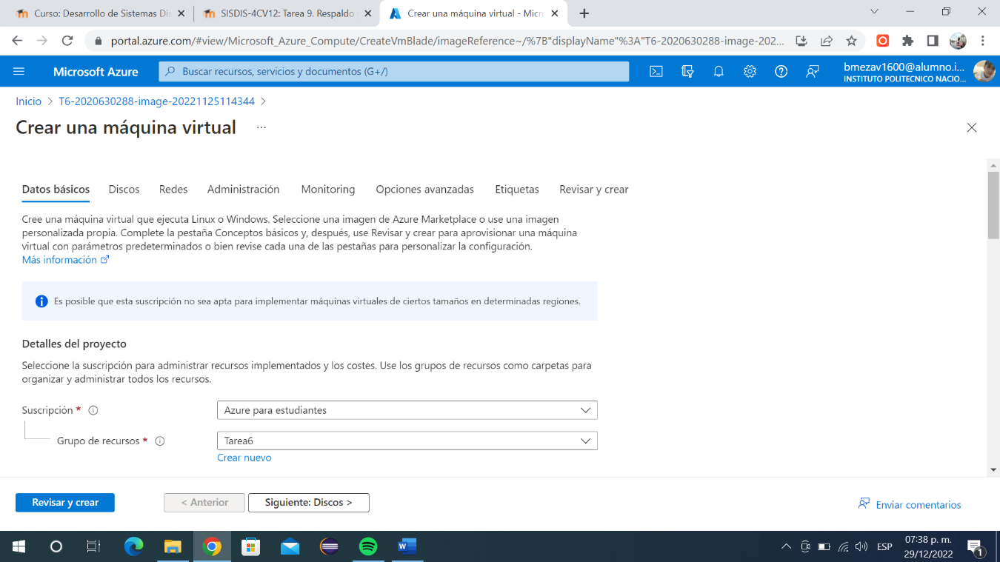 Curso: Desarrollo de Sistemas Dis
SISDIS-4CV12: Tarea 9. Respaldo
Crear una máquina virtual - Micro
portal.azure.com/#view/Microsoft_Azure_Compute/CreateVmBlade/imageReference~/%7B"displayName"%3A"T6-2020630288-image-202...
Microsoft Azure
Buscar recursos, servicios y documentos (G+/)
bmezav1600@alumno.i...
INSTITUTO POLITECNICO NACIO...
Inicio > T6-2020630288-image-20221125114344 >
Crear una máquina virtual ...
Datos básicos Discos Redes Administración Monitoring Opciones avanzadas Etiquetas Revisar y crear
Cree una máquina virtual que ejecuta Linux o Windows. Seleccione una imagen de Azure Marketplace o use una imagen
personalizada propia. Complete la pestaña Conceptos básicos y, después, use Revisar y crear para aprovisionar una máquina
virtual con parámetros predeterminados o bien revise cada una de las pestañas para personalizar la configuración.
Más información
Es posible que esta suscripción no sea apta para implementar máquinas virtuales de ciertos tamaños en determinadas regiones.
Detalles del proyecto
Seleccione la suscripción para administrar recursos implementados y los costes. Use los grupos de recursos como carpetas para
organizar y administrar todos los recursos.
Suscripción * Azure para estudiantes
Grupo de recursos * Tarea6
Crear nuevo
Revisar y crear < Anterior Siguiente: Discos > Enviar comentarios
ESP
07:38 p. m.
29/12/2022
1